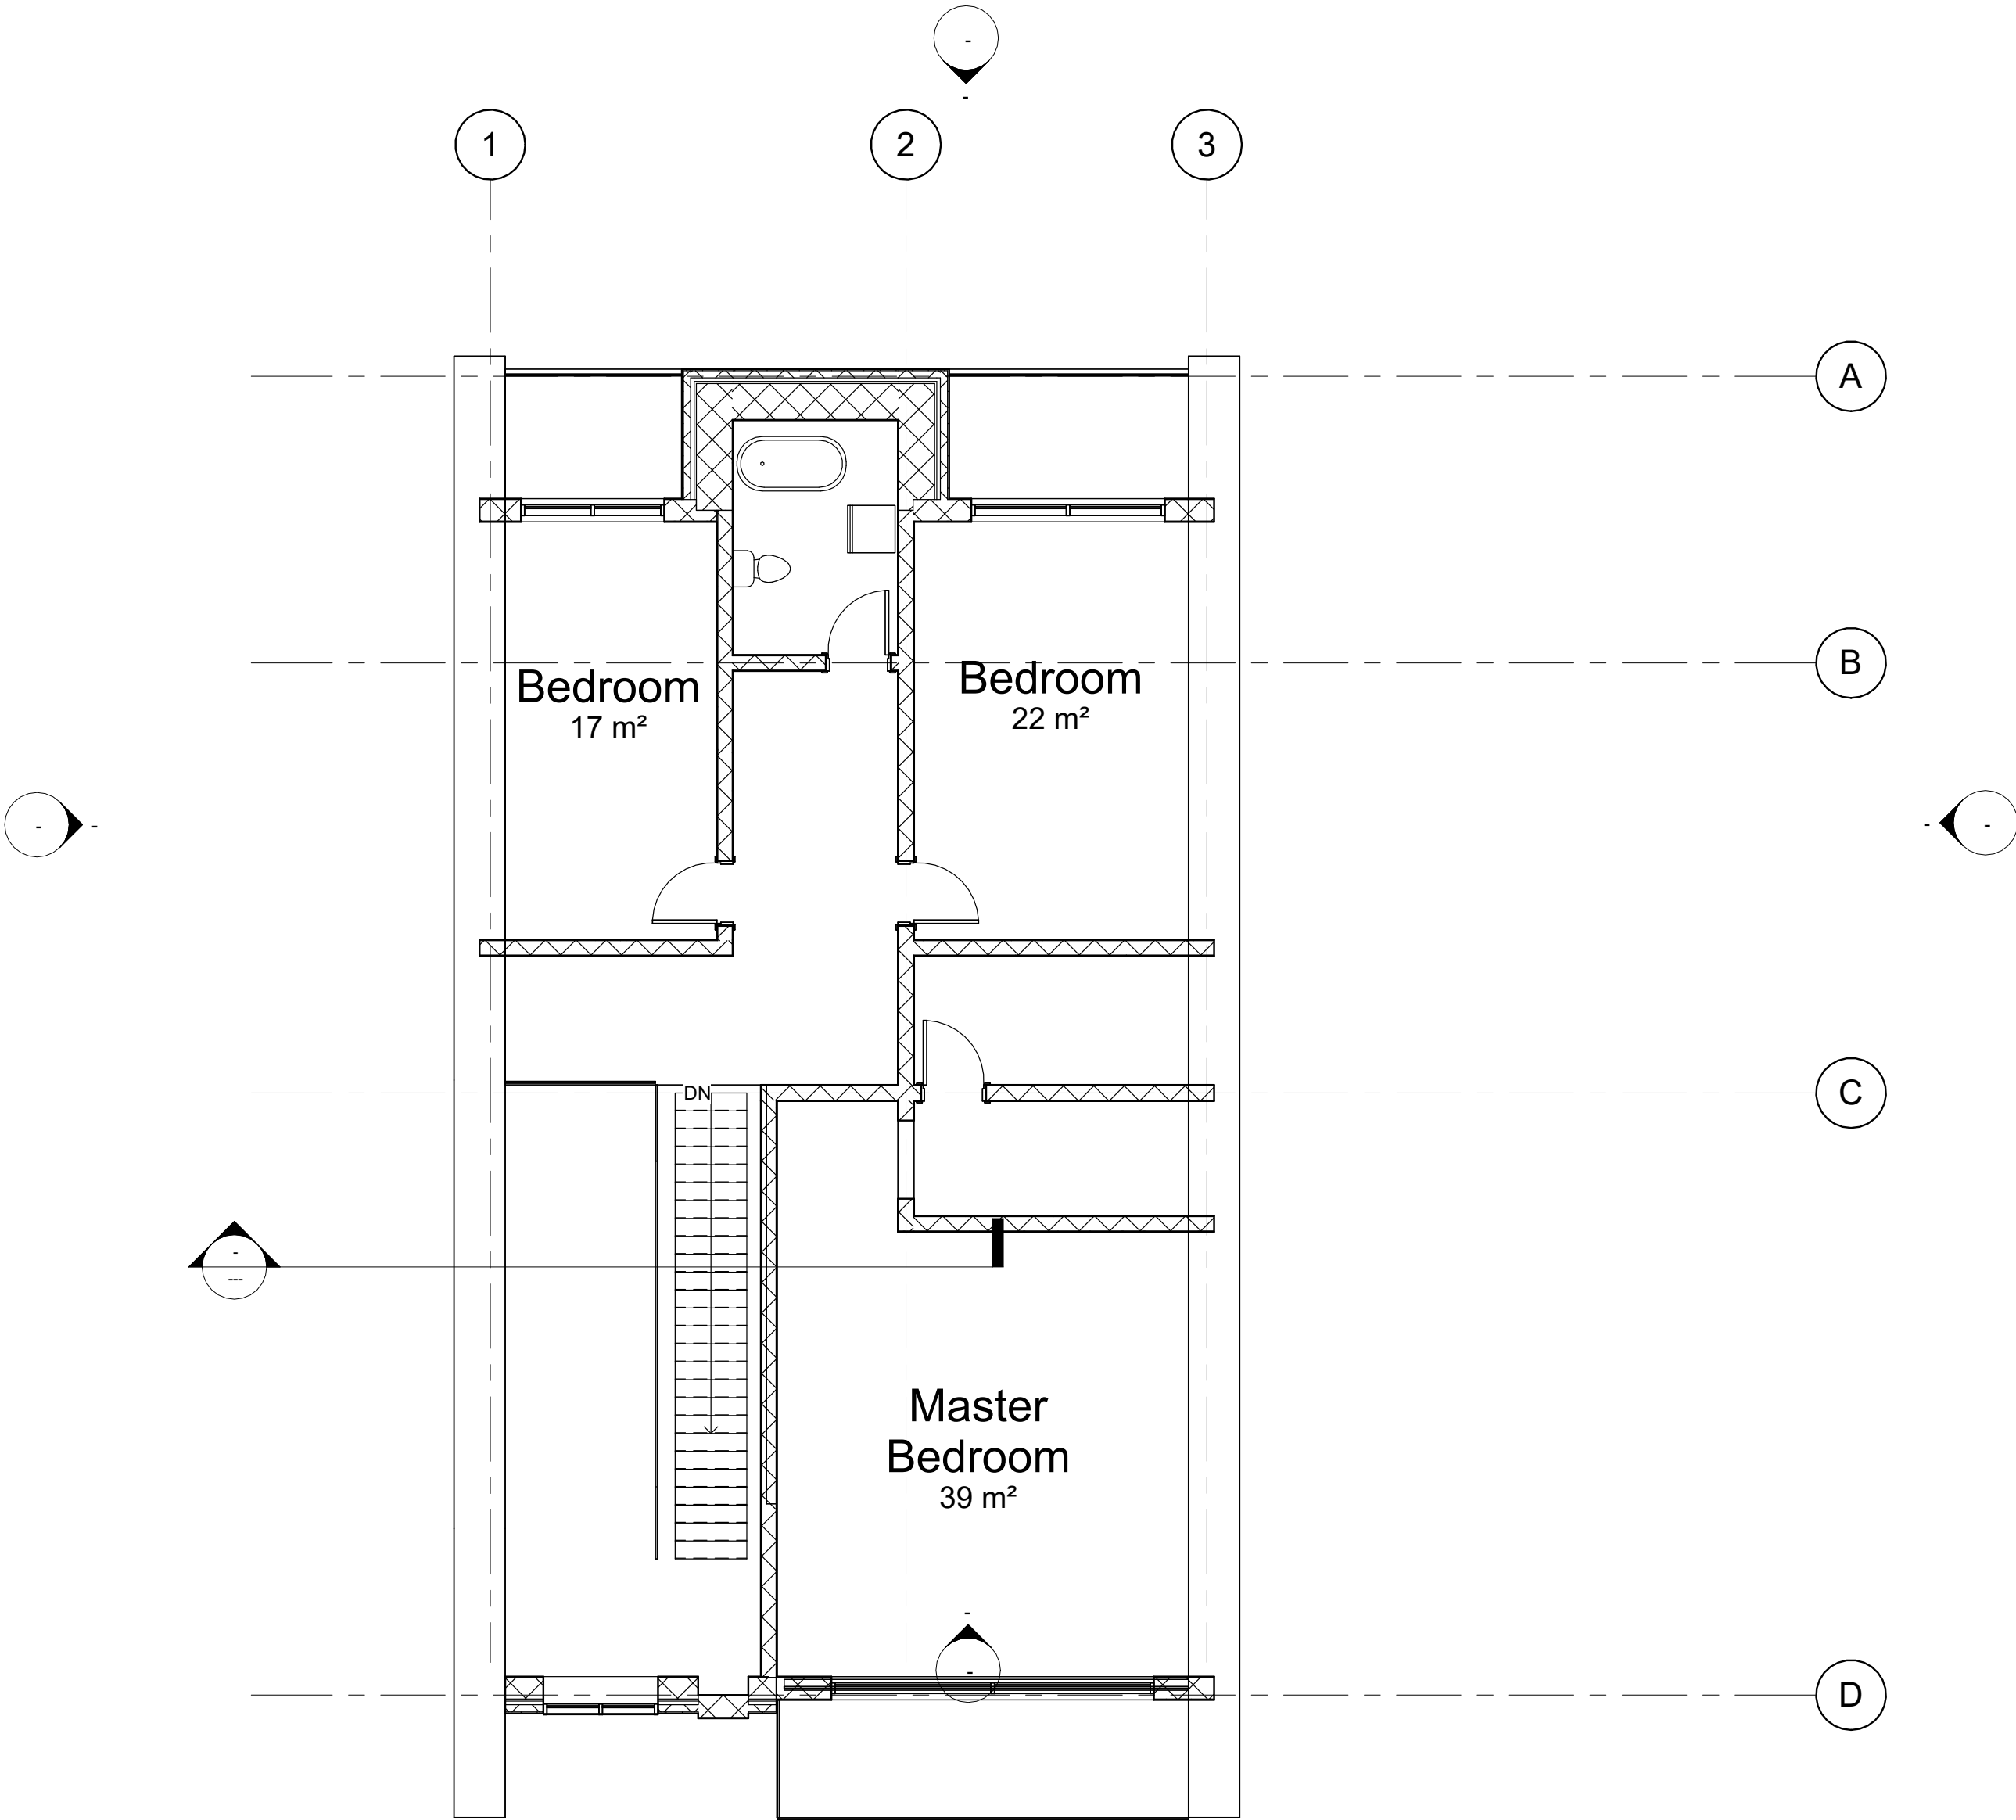 -
-
1
2
3
A
B
Bedroom
17 m²
Bedroom
22 m²
-
-
-
-
C
DN
-
---
Master
Bedroom
39 m²
-
-
D